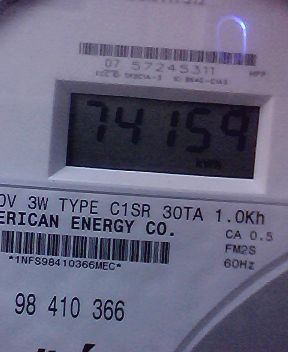 07 57245311
74159
kWh
0V 3W TYPE C1SR 30TA 1.0Kh
ERICAN ENERGY CO.
CA 0.5
FM2S
60Hz
*1NFS98410366MEC*
98 410 366